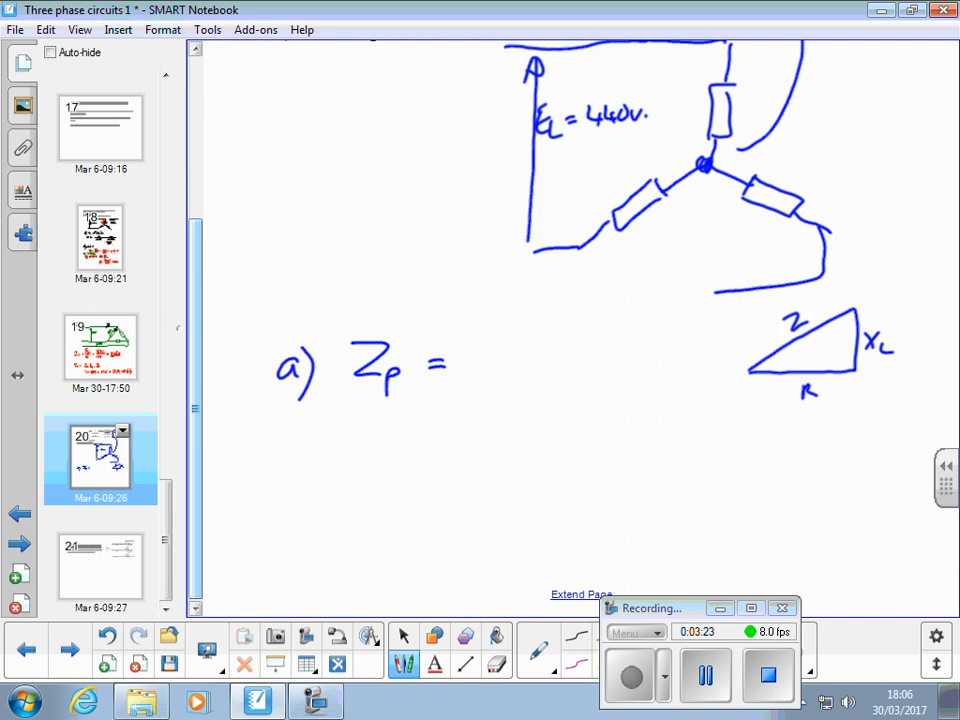 Three phase circuits 1 * - SMART Notebook
File Edit View Insert Format Tools Add-ons Help
Auto-hide
17
Mar 6-09:16
18
Mar 6-09:21
19
Mar 30-17:50
20
Mar 6-09:26
21
Mar 6-09:27
EL = 440v.
Z
XL
R
a) Zp =
Extend Page
Recording...
Menu
0:03:23
8.0 fps
A
18:06
30/03/2017